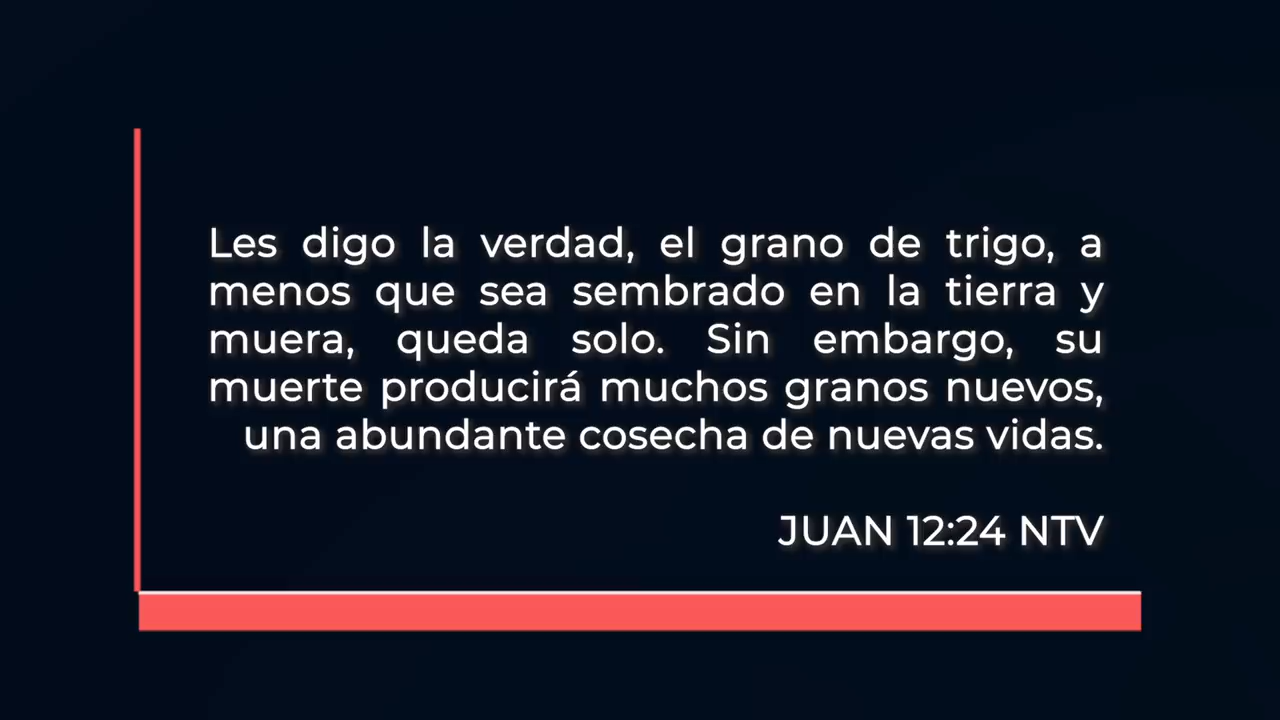 Les digo la verdad, el grano de trigo, a
menos que sea sembrado en la tierra y
muera, queda solo. Sin embargo, su
muerte producirá muchos granos nuevos,
una abundante cosecha de nuevas vidas.
JUAN 12:24 NTV